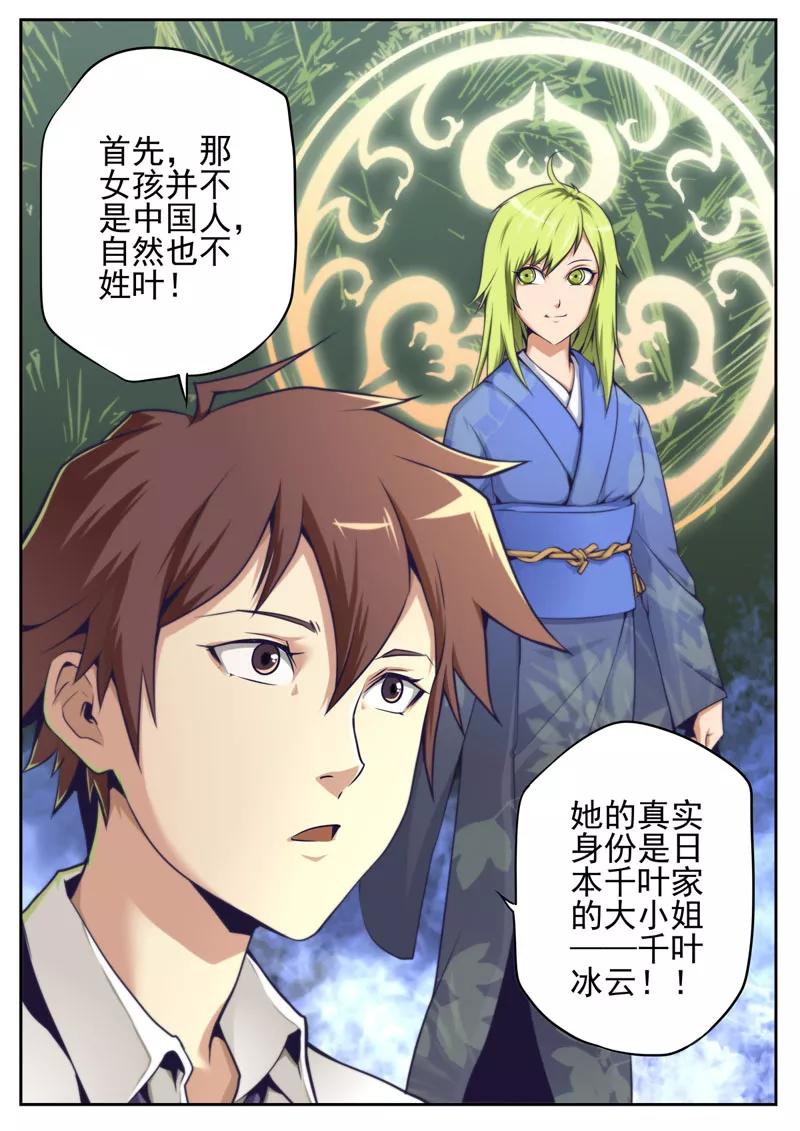 首先，那
女孩并不
是中国人，
自然也不
姓叶！
她的真实
身份是日
本千叶家
的大小姐
——千叶
冰云！！